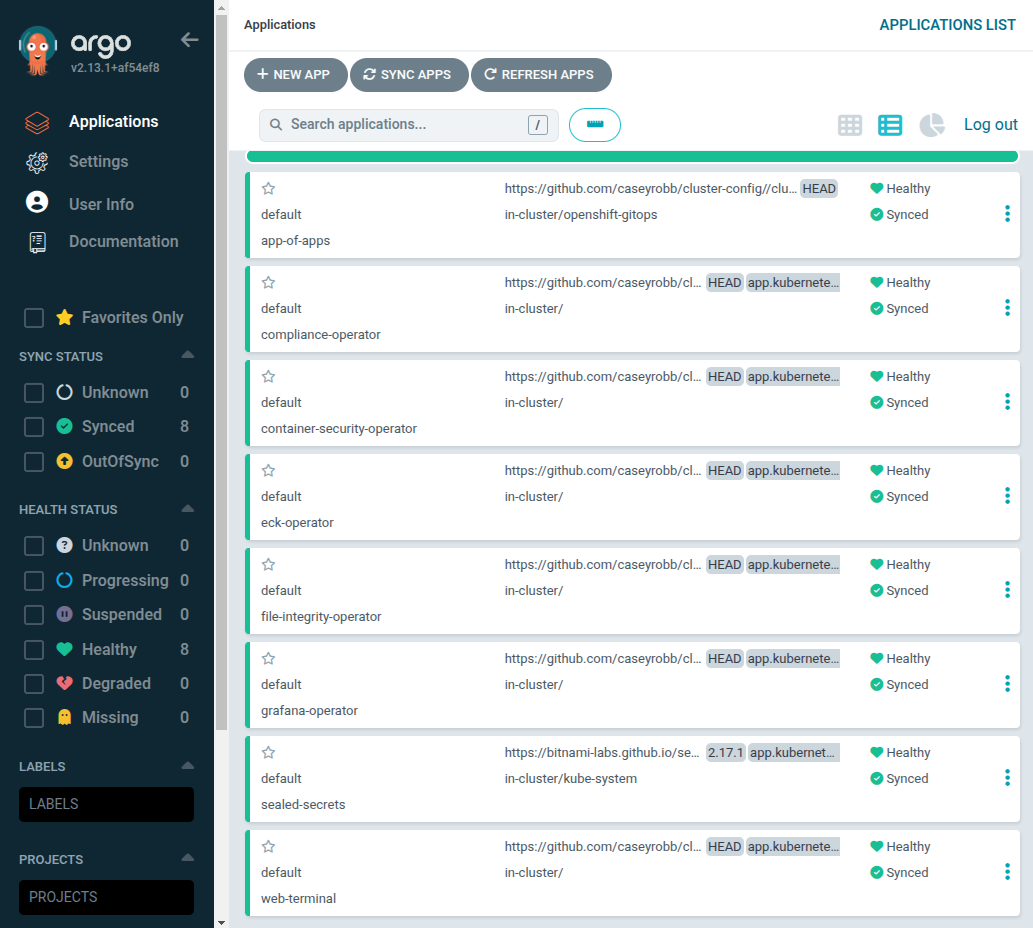 argo
v2.13.1+af54ef8
Applications
Settings
User Info
Documentation
Favorites Only
SYNC STATUS
Unknown 0
Synced 8
OutOfSync 0
HEALTH STATUS
Unknown 0
Progressing 0
Suspended 0
Healthy 8
Degraded 0
Missing 0
LABELS
LABELS
PROJECTS
PROJECTS
Applications
APPLICATIONS LIST
NEW APP SYNC APPS REFRESH APPS
Search applications... /
Log out
https://github.com/caseyrobb/cluster-config//clu... HEAD Healthy
default in-cluster/openshift-gitops Synced
app-of-apps
https://github.com/caseyrobb/cl... HEAD app.kubernete... Healthy
default in-cluster/ Synced
compliance-operator
https://github.com/caseyrobb/cl... HEAD app.kubernete... Healthy
default in-cluster/ Synced
container-security-operator
https://github.com/caseyrobb/cl... HEAD app.kubernete... Healthy
default in-cluster/ Synced
eck-operator
https://github.com/caseyrobb/cl... HEAD app.kubernete... Healthy
default in-cluster/ Synced
file-integrity-operator
https://github.com/caseyrobb/cl... HEAD app.kubernete... Healthy
default in-cluster/ Synced
grafana-operator
https://bitnami-labs.github.io/se... 2.17.1 app.kubernet... Healthy
default in-cluster/kube-system Synced
sealed-secrets
https://github.com/caseyrobb/cl... HEAD app.kubernete... Healthy
default in-cluster/ Synced
web-terminal